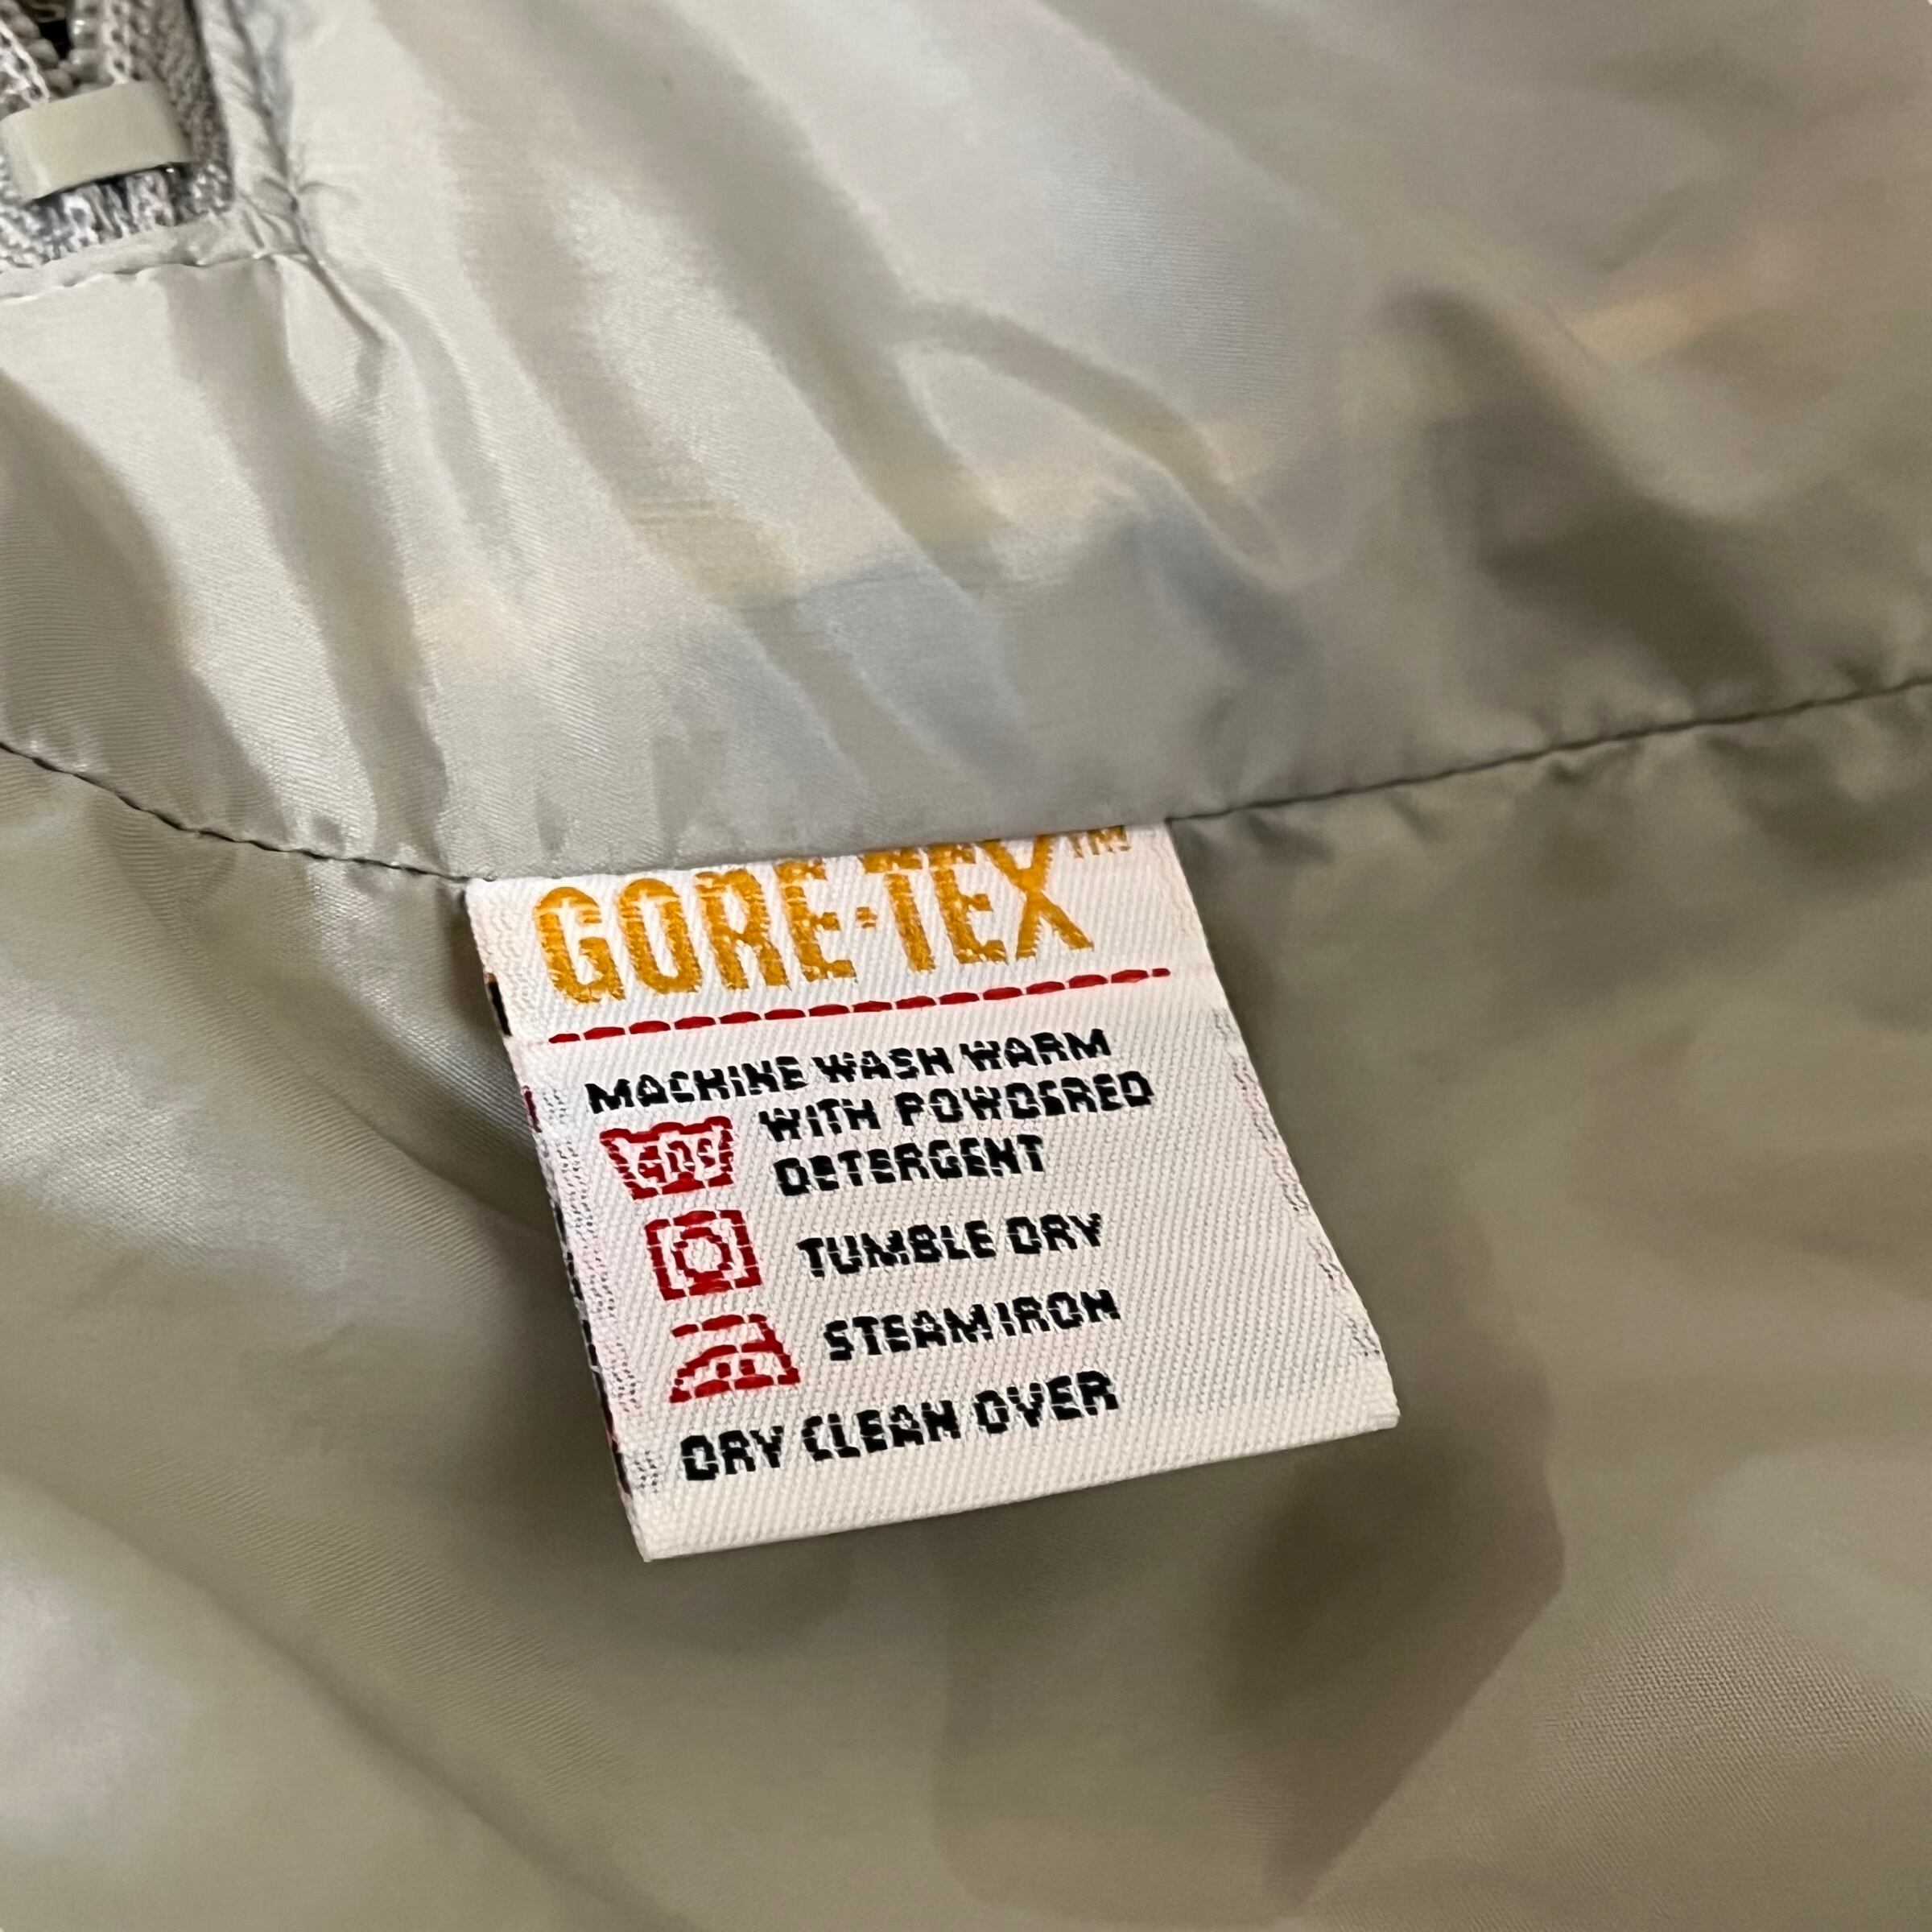 GORE-TEX™
MACHINE WASH WARM
WITH POWDERED
DETERGENT
TUMBLE DRY
STEAM IRON
DRY CLEAN OVER